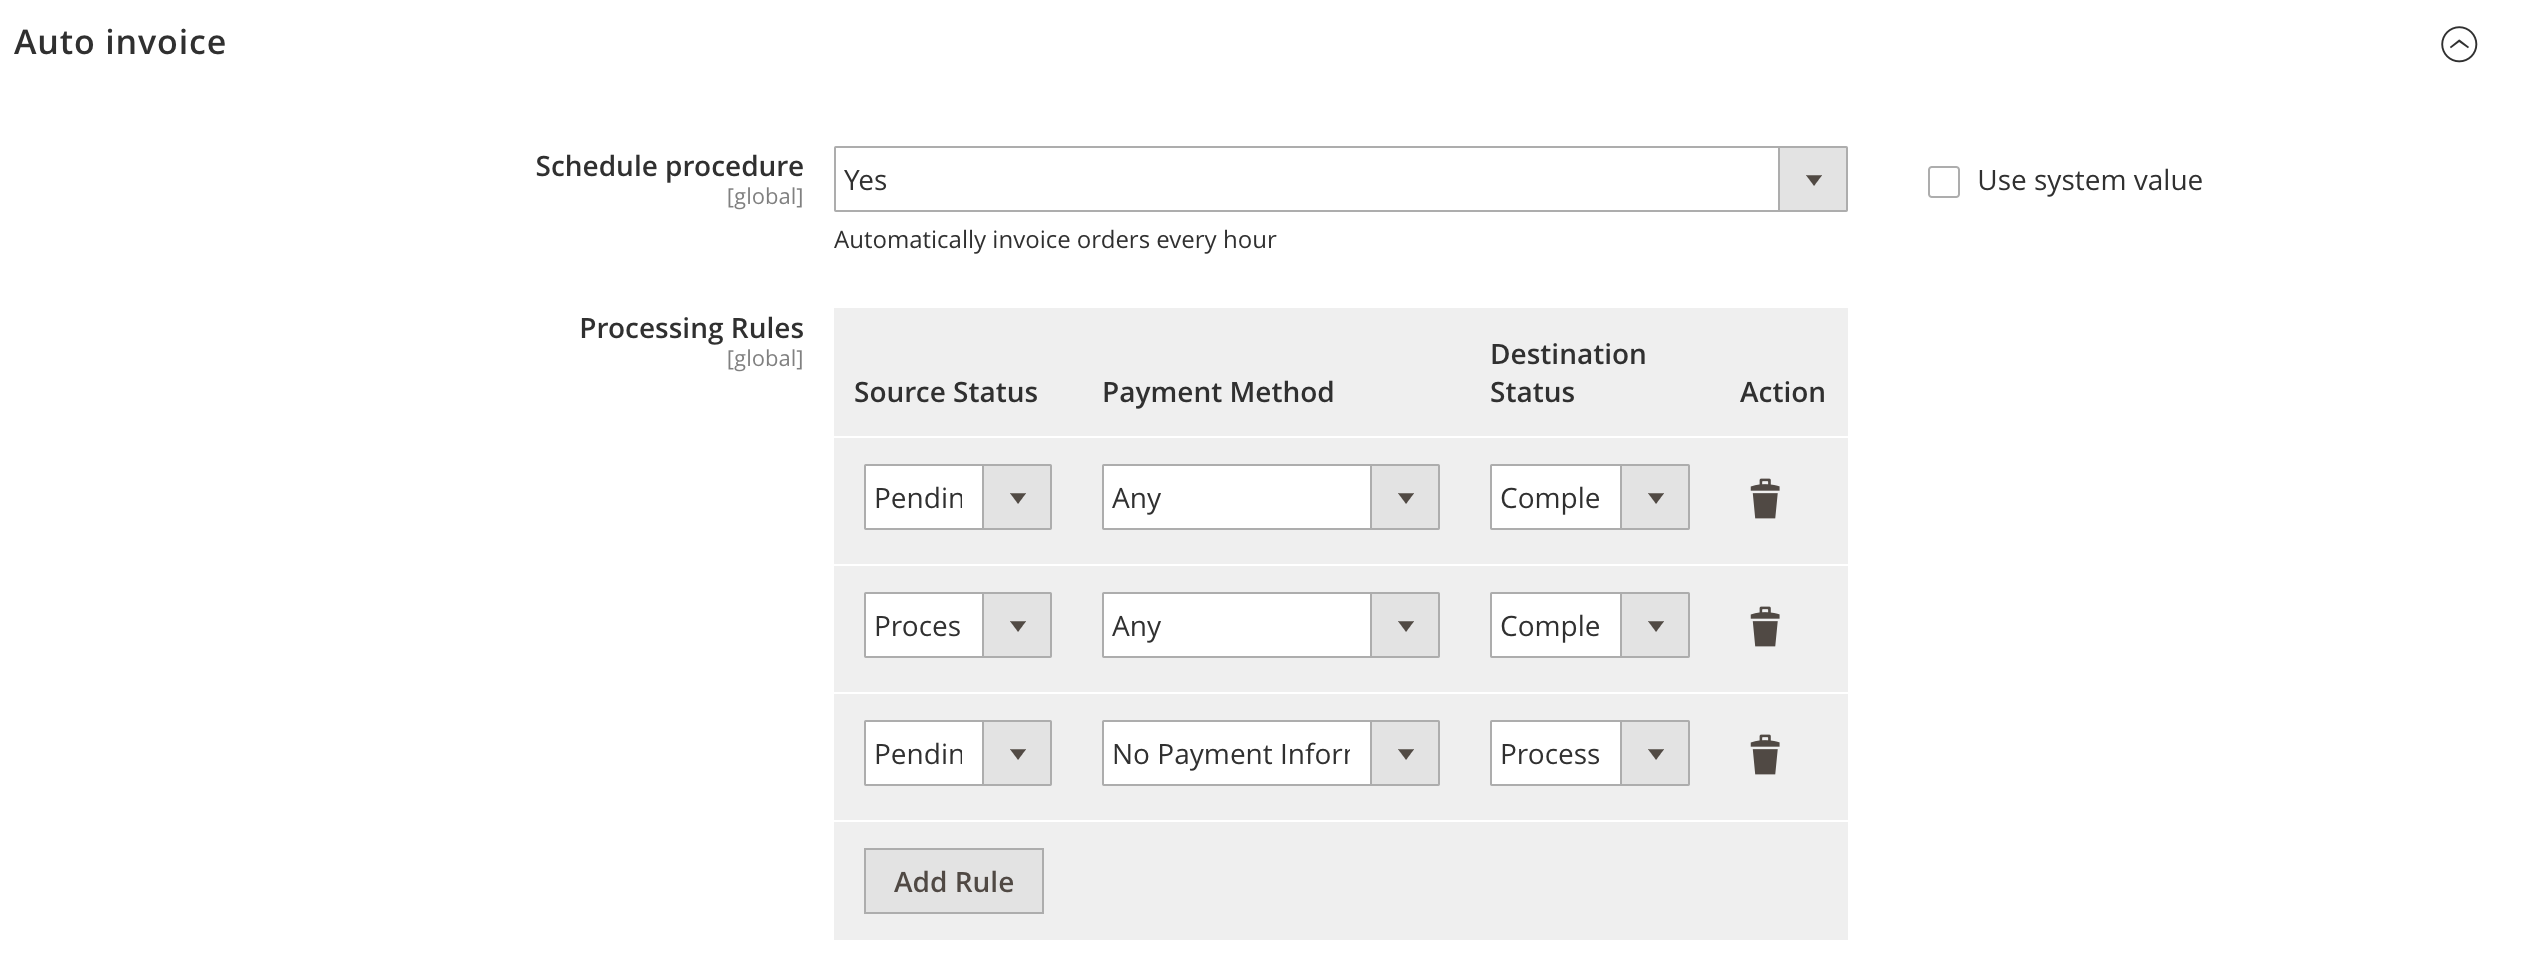 Auto invoice
Schedule procedure
[global]
Yes
Use system value
Automatically invoice orders every hour
Processing Rules
[global]
Source Status
Payment Method
Destination
Status
Action
Pendin
Any
Comple
Proces
Any
Comple
Pendin
No Payment Infor
Process
Add Rule